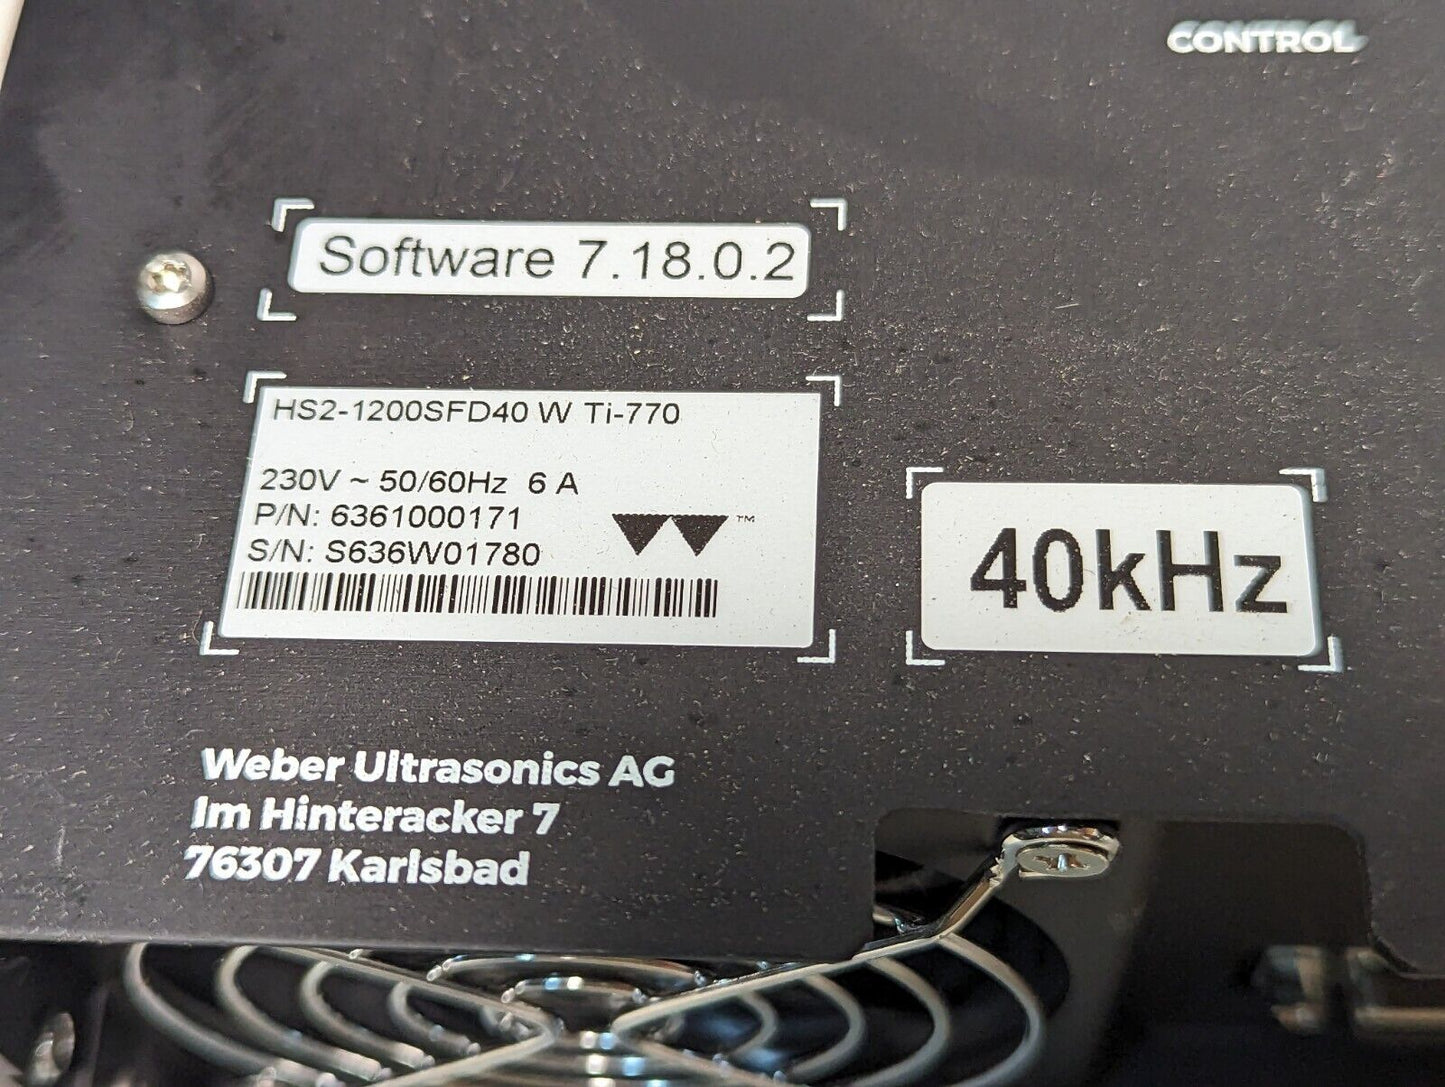 CONTROL
Software 7.18.0.2
HS2-1200SFD40 W Ti-770
230V ~ 50/60Hz 6 A
P/N: 6361000171
S/N: S636W01780
™
40kHz
Weber Ultrasonics AG
Im Hinteracker 7
76307 Karlsbad